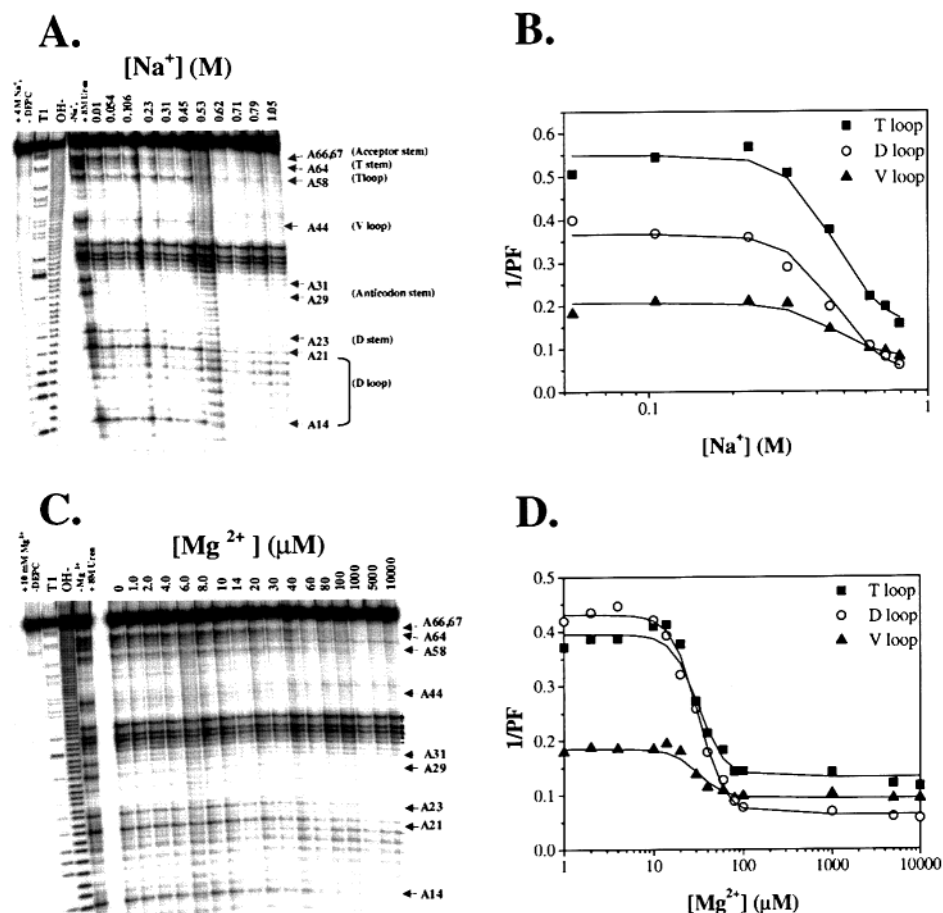 A.
[Na+] (M)
+ 4M Na+,
- DEPC
T1
OH-
-Na+,
+ 8M Urea
0.01
0.054
0.106
0.23
0.31
0.45
0.53
0.62
0.71
0.79
1.05
A66,67 (Acceptor stem)
A64 (T stem)
A58 (Tloop)
A44 (V loop)
A31
A29 (Anticodon stem)
A23 (D stem)
A21
(D loop)
A14
B.
T loop
D loop
V loop
1/PF
0.6
0.5
0.4
0.3
0.2
0.1
0.0
0.1
1
[Na+] (M)
C.
[Mg 2+ ] (μM)
+10 mM Mg2+
-DEPC
T1
OH-
-Mg2+
+ 8M Urea
0
1.0
2.0
4.0
6.0
8.0
10
14
20
30
40
60
80
100
1000
5000
10000
A66,67
A64
A58
A44
A31
A29
A23
A21
A14
D.
T loop
D loop
V loop
1/PF
0.5
0.4
0.3
0.2
0.1
0.0
1
10
100
1000
10000
[Mg2+] (μM)